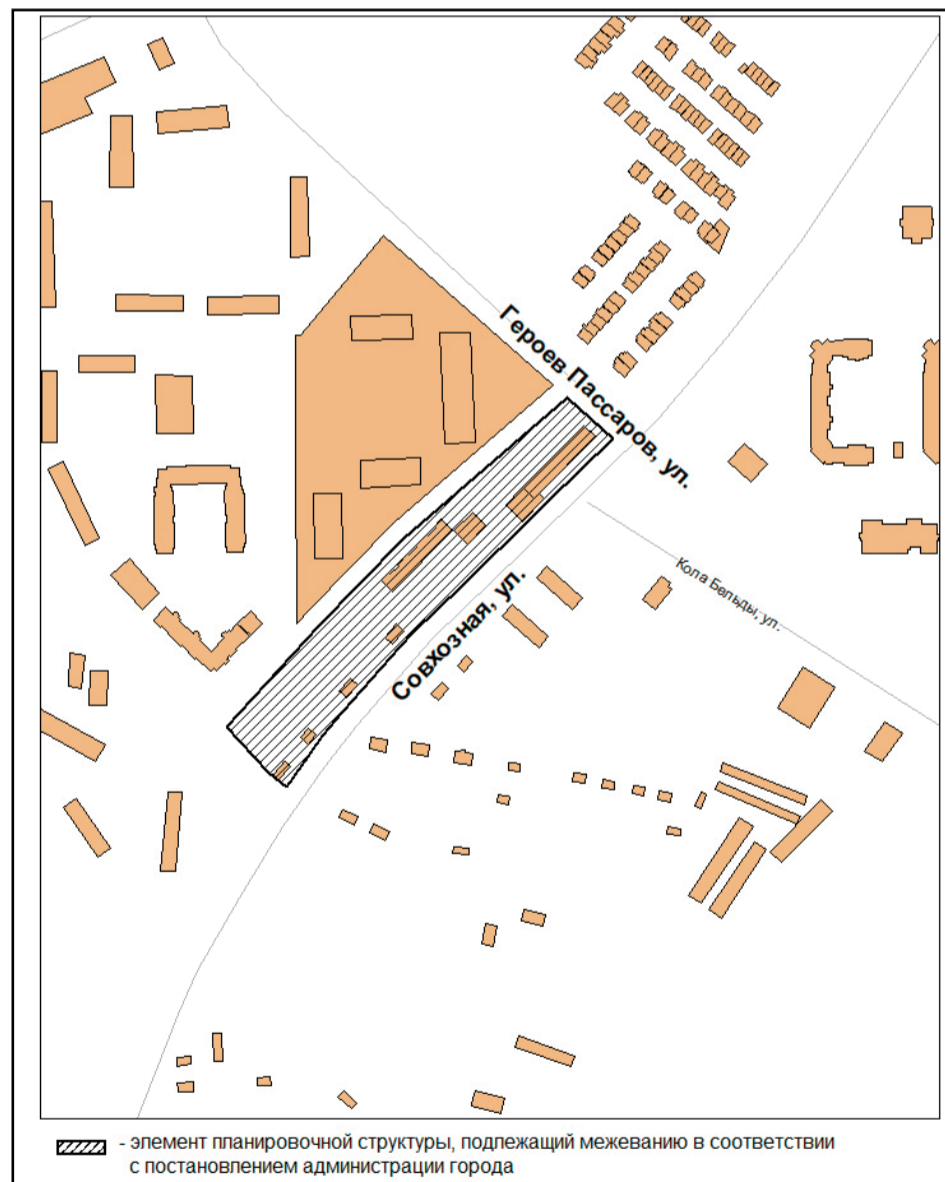 Героев Пассаров, ул.
Кола Бельды, ул.
Совхозная, ул.
- элемент планировочной структуры, подлежащий межеванию в соответствии
с постановлением администрации города